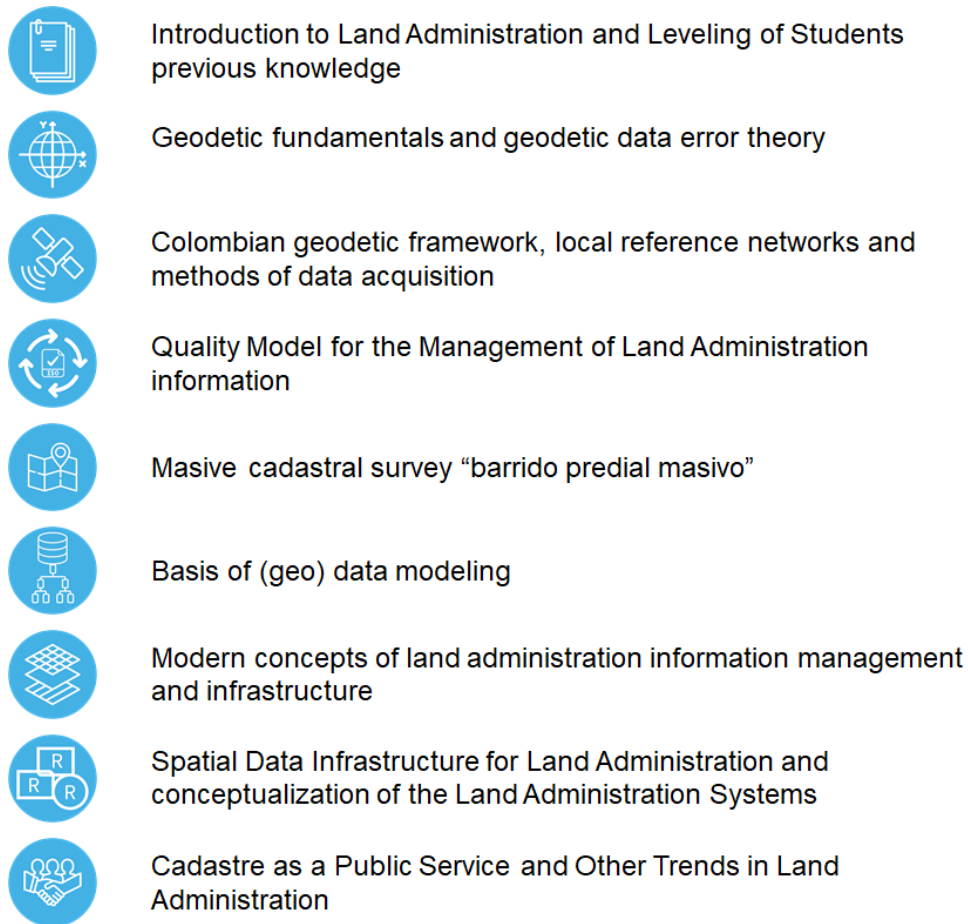 Introduction to Land Administration and Leveling of Students
previous knowledge
Y
X
Geodetic fundamentals and geodetic data error theory
Colombian geodetic framework, local reference networks and
methods of data acquisition
Quality Model for the Management of Land Administration
information
ISO
Masive cadastral survey “barrido predial masivo”
Basis of (geo) data modeling
Modern concepts of land administration information management
and infrastructure
R
R
R
Spatial Data Infrastructure for Land Administration and
conceptualization of the Land Administration Systems
Cadastre as a Public Service and Other Trends in Land
Administration